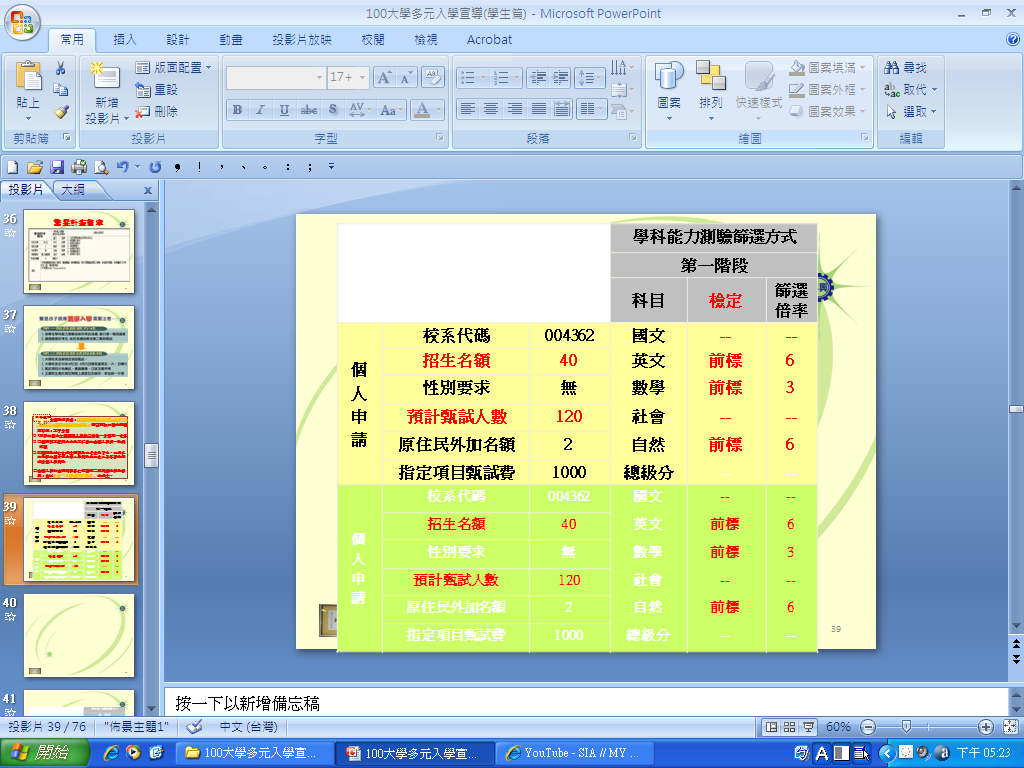 100大學多元入學宣導(學生篇) - Microsoft PowerPoint
常用 插入 設計 動畫 投影片放映 校閱 檢視 Acrobat
貼上 新增 投影片 版面配置 重設 刪除
17+
B I U abc S AV Aa A
圖案 排列 快速樣式 圖案填滿 圖案外框 圖案效果
尋找 取代 選取
剪貼簿 投影片 字型 段落 繪圖 編輯
投影片 大綱 x
36
37
38
39
40
41
學科能力測驗篩選方式
第一階段
科目 檢定 篩選倍率
個人申請
校系代碼 004362 國文 -- --
招生名額 40 英文 前標 6
性別要求 無 數學 前標 3
預計甄試人數 120 社會 -- --
原住民外加名額 2 自然 前標 6
指定項目甄試費 1000 總級分 -- --
個人申請
校系代碼 004362 國文 -- --
招生名額 40 英文 前標 6
性別要求 無 數學 前標 3
預計甄試人數 120 社會 -- --
原住民外加名額 2 自然 前標 6
指定項目甄試費 1000 總級分 -- --
39
按一下以新增備忘稿
投影片 39 / 76 "佈景主題1" 中文 (台灣) 60%
開始 100大學多元入學宣... 100大學多元入學宣... YouTube - SIA // MY ... 下午 05:23